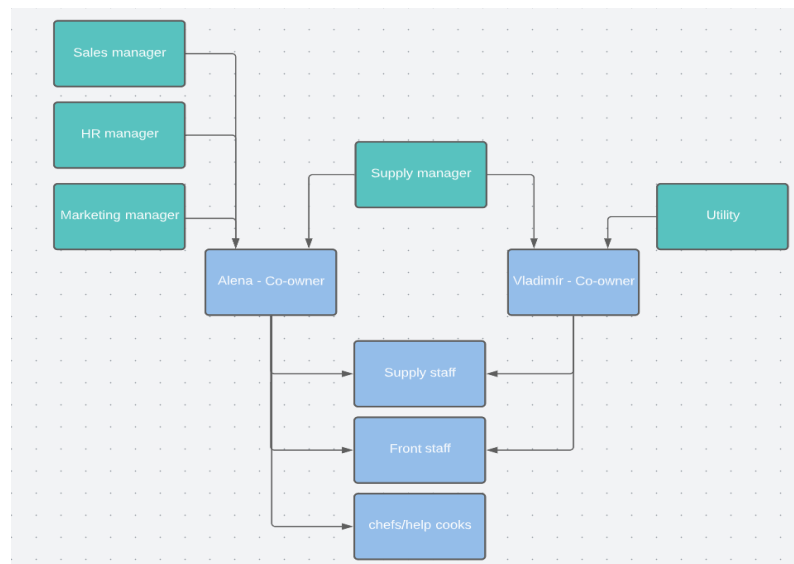 Sales manager
HR manager
Supply manager
Marketing manager
Utility
Alena - Co-owner
Vladimír - Co-owner
Supply staff
Front staff
chefs/help cooks